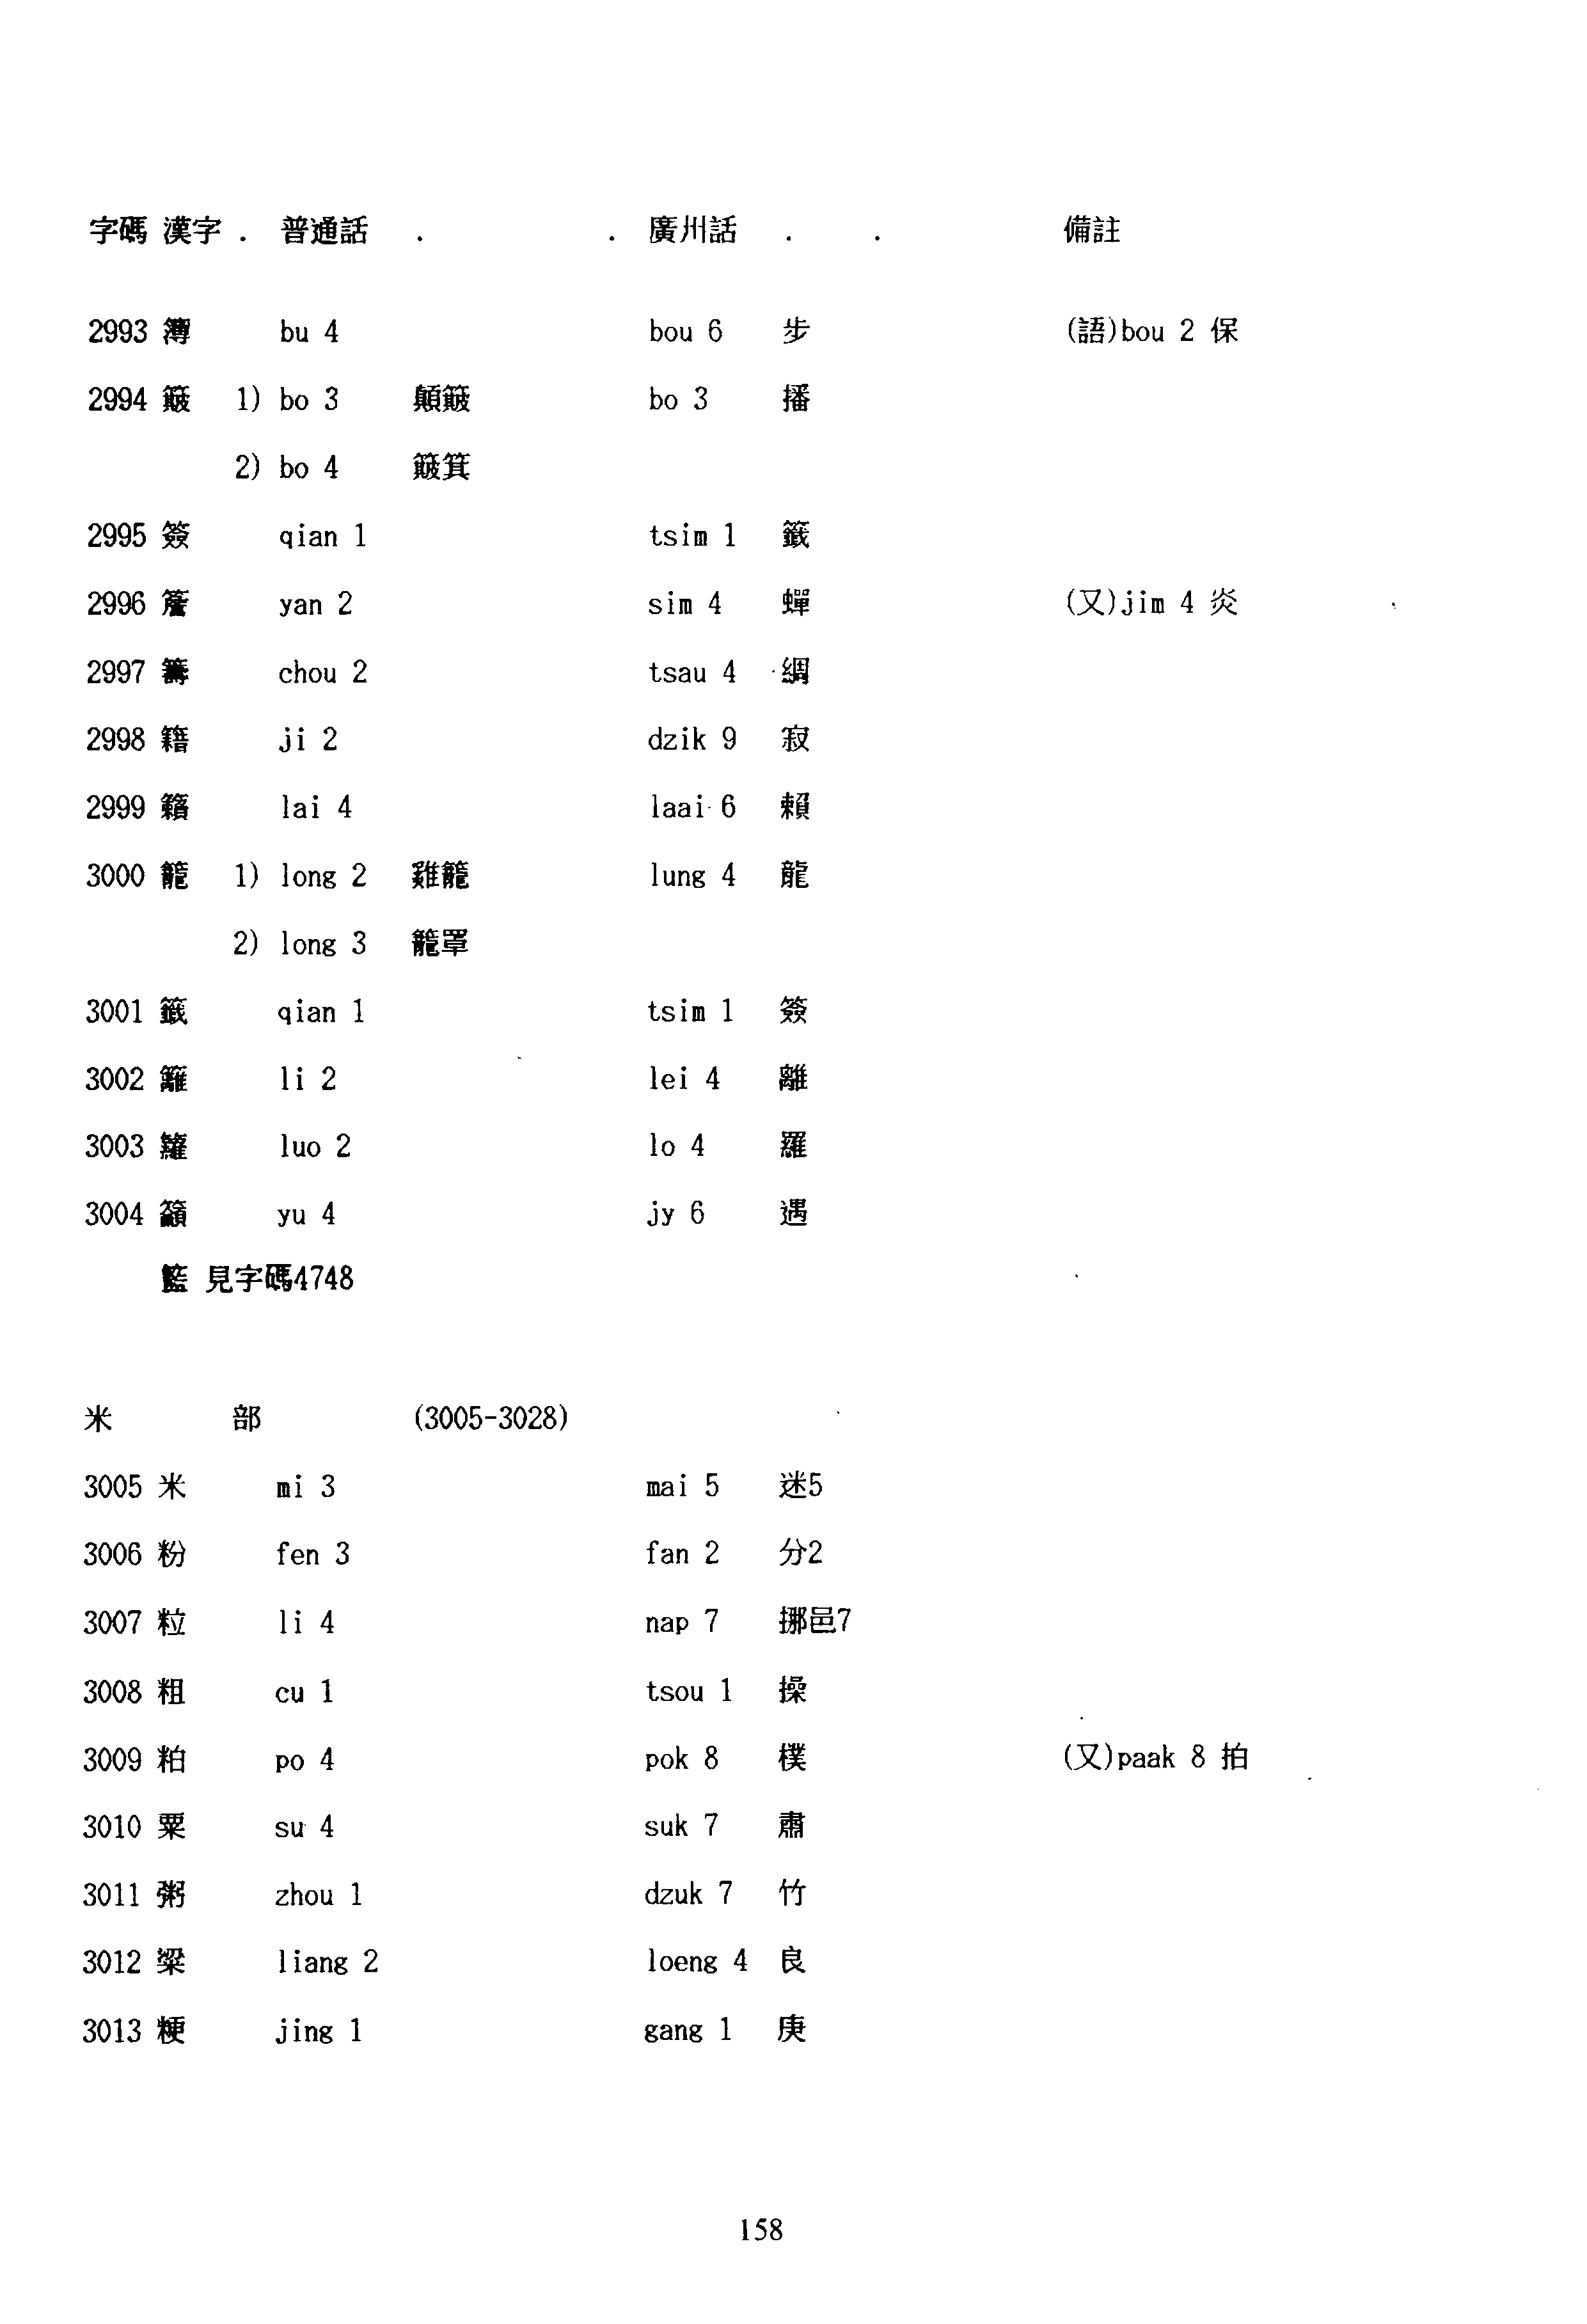 字碼 漢字 . 普通話 . . 廣州話 . . 備註
2993 簿 bu 4 bou 6 步 (語)bou 2 保
2994 簸 1) bo 3 顛簸 bo 3 播
2) bo 4 簸箕
2995 簽 qian 1 tsim 1 籤
2996 簷 yan 2 sim 4 蟬 (又)jim 4 炎
2997 籌 chou 2 tsau 4 綢
2998 籍 ji 2 dzik 9 寂
2999 籟 lai 4 laai 6 賴
3000 籠 1) long 2 雞籠 lung 4 龍
2) long 3 籠罩
3001 籤 qian 1 tsim 1 簽
3002 籬 li 2 lei 4 離
3003 籮 luo 2 lo 4 羅
3004 籲 yu 4 jy 6 遇
籃 見字碼4748
米 部 (3005-3028)
3005 米 mi 3 mai 5 迷5
3006 粉 fen 3 fan 2 分2
3007 粒 li 4 nap 7 挪邑7
3008 粗 cu 1 tsou 1 操
3009 粕 po 4 pok 8 樸 (又)paak 8 拍
3010 粟 su 4 suk 7 肅
3011 粥 zhou 1 dzuk 7 竹
3012 粱 liang 2 loeng 4 良
3013 粳 jing 1 gang 1 庚
158